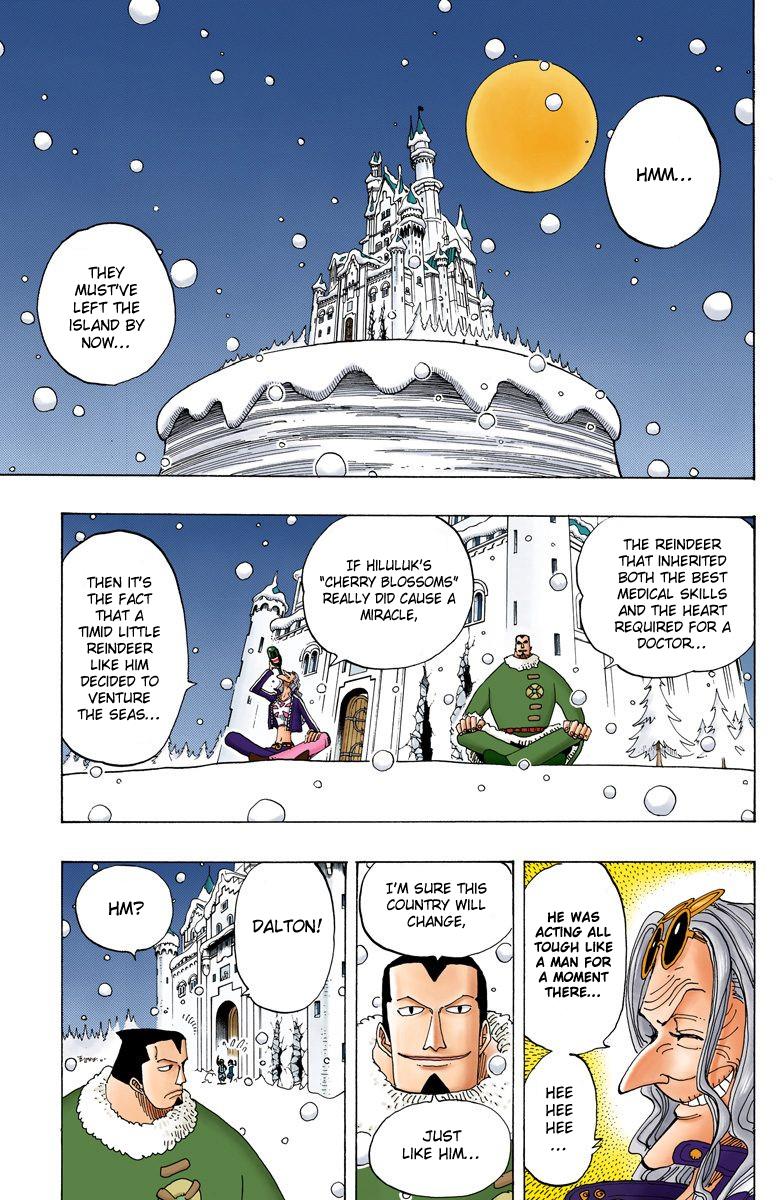 HMM...
THEY
MUST'VE
LEFT THE
ISLAND BY
NOW...
THE REINDEER
THAT INHERITED
BOTH THE BEST
MEDICAL SKILLS
AND THE HEART
REQUIRED FOR A
DOCTOR...
IF HILULUK'S
"CHERRY BLOSSOMS"
REALLY DID CAUSE A
MIRACLE,
THEN IT'S
THE FACT
THAT A
TIMID LITTLE
REINDEER
LIKE HIM
DECIDED TO
VENTURE
THE SEAS...
HE WAS
ACTING ALL
TOUGH LIKE
A MAN FOR
A MOMENT
THERE...
HEE
HEE
HEE
...
I'M SURE THIS
COUNTRY WILL
CHANGE,
JUST
LIKE HIM...
DALTON!
HM?